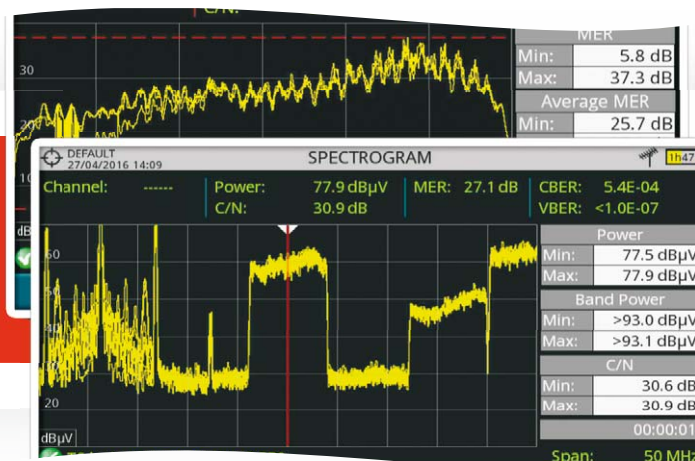 C/N:
MER
30
Min: 5.8 dB
Max: 37.3 dB
Average MER
20
Min: 25.7 dB
DEFAULT
27/04/2016 14:09
SPECTROGRAM
1h47
10
Channel: ------ Power: 77.9 dBµV MER: 27.1 dB CBER: 5.4E-04
C/N: 30.9 dB VBER: <1.0E-07
dB
Power
60
Min: 77.5 dBµV
Max: 77.9 dBµV
50
Band Power
Min: >93.0 dBµV
40
Max: >93.1 dBµV
C/N
30
Min: 30.6 dB
20
Max: 30.9 dB
00:00:01
dBµV
Span: 50 MHz